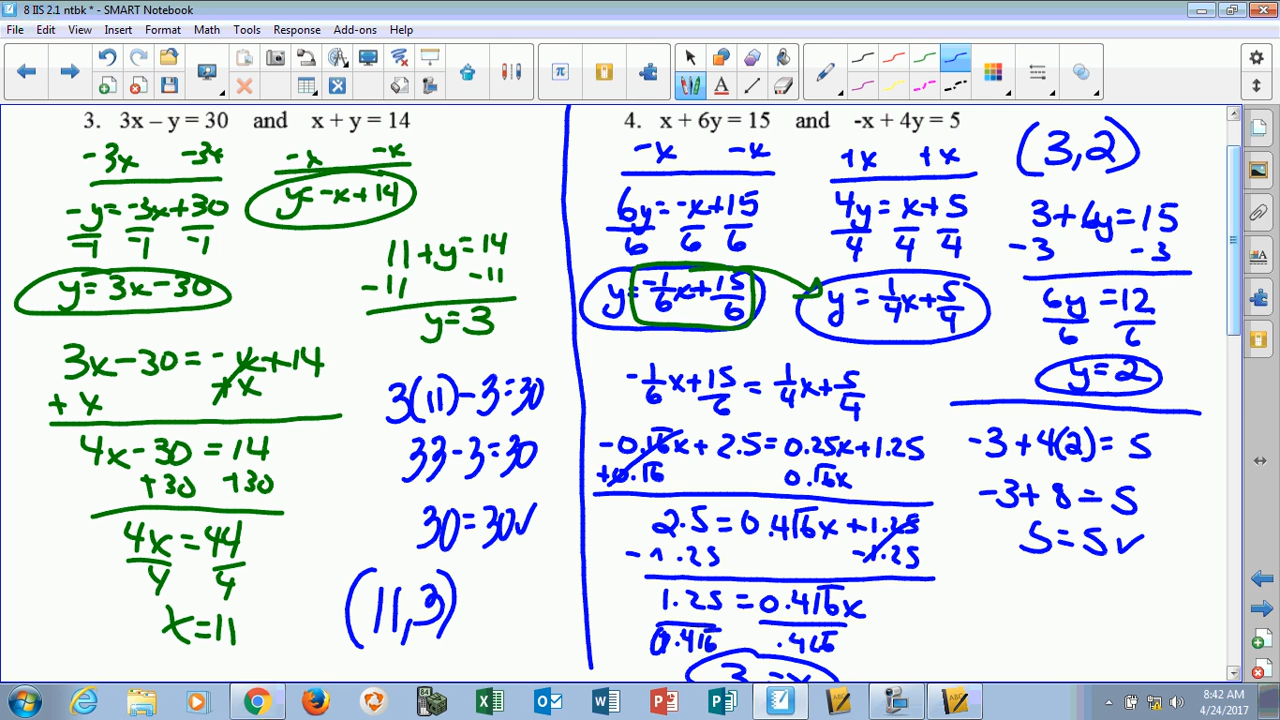 8 IIS 2.1 ntbk * - SMART Notebook
File Edit View Insert Format Math Tools Response Add-ons Help
3. 3x – y = 30 and x + y = 14
-3x -3x -x -x
y=-x+14
-y=-3x+30
-1 -1 -1
y=3x-30
11+y=14
-11 -11
y=3
3x-30=-x+14
+x +x
4x-30=14
+30 +30
4x=44
4 4
x=11
3(11)-3=30
33-3=30
30=30✓
(11,3)
4. x + 6y = 15 and -x + 4y = 5
-x -x +x +x
6y=-x+15 4y=x+5
6 6 6 4 4 4
y=-1/6x+15/6 y=1/4x+5/4
-1/6x+15/6=1/4x+5/4
-0.16x+2.5=0.25x+1.25
+0.16 0.16x
2.5=0.416x+1.25
-1.25 -1.25
1.25=0.416x
0.416 .416
3=x
(3,2)
3+6y=15
-3 -3
6y=12
6 6
y=2
-3+4(2)=5
-3+8=5
5=5✓
8:42 AM
4/24/2017